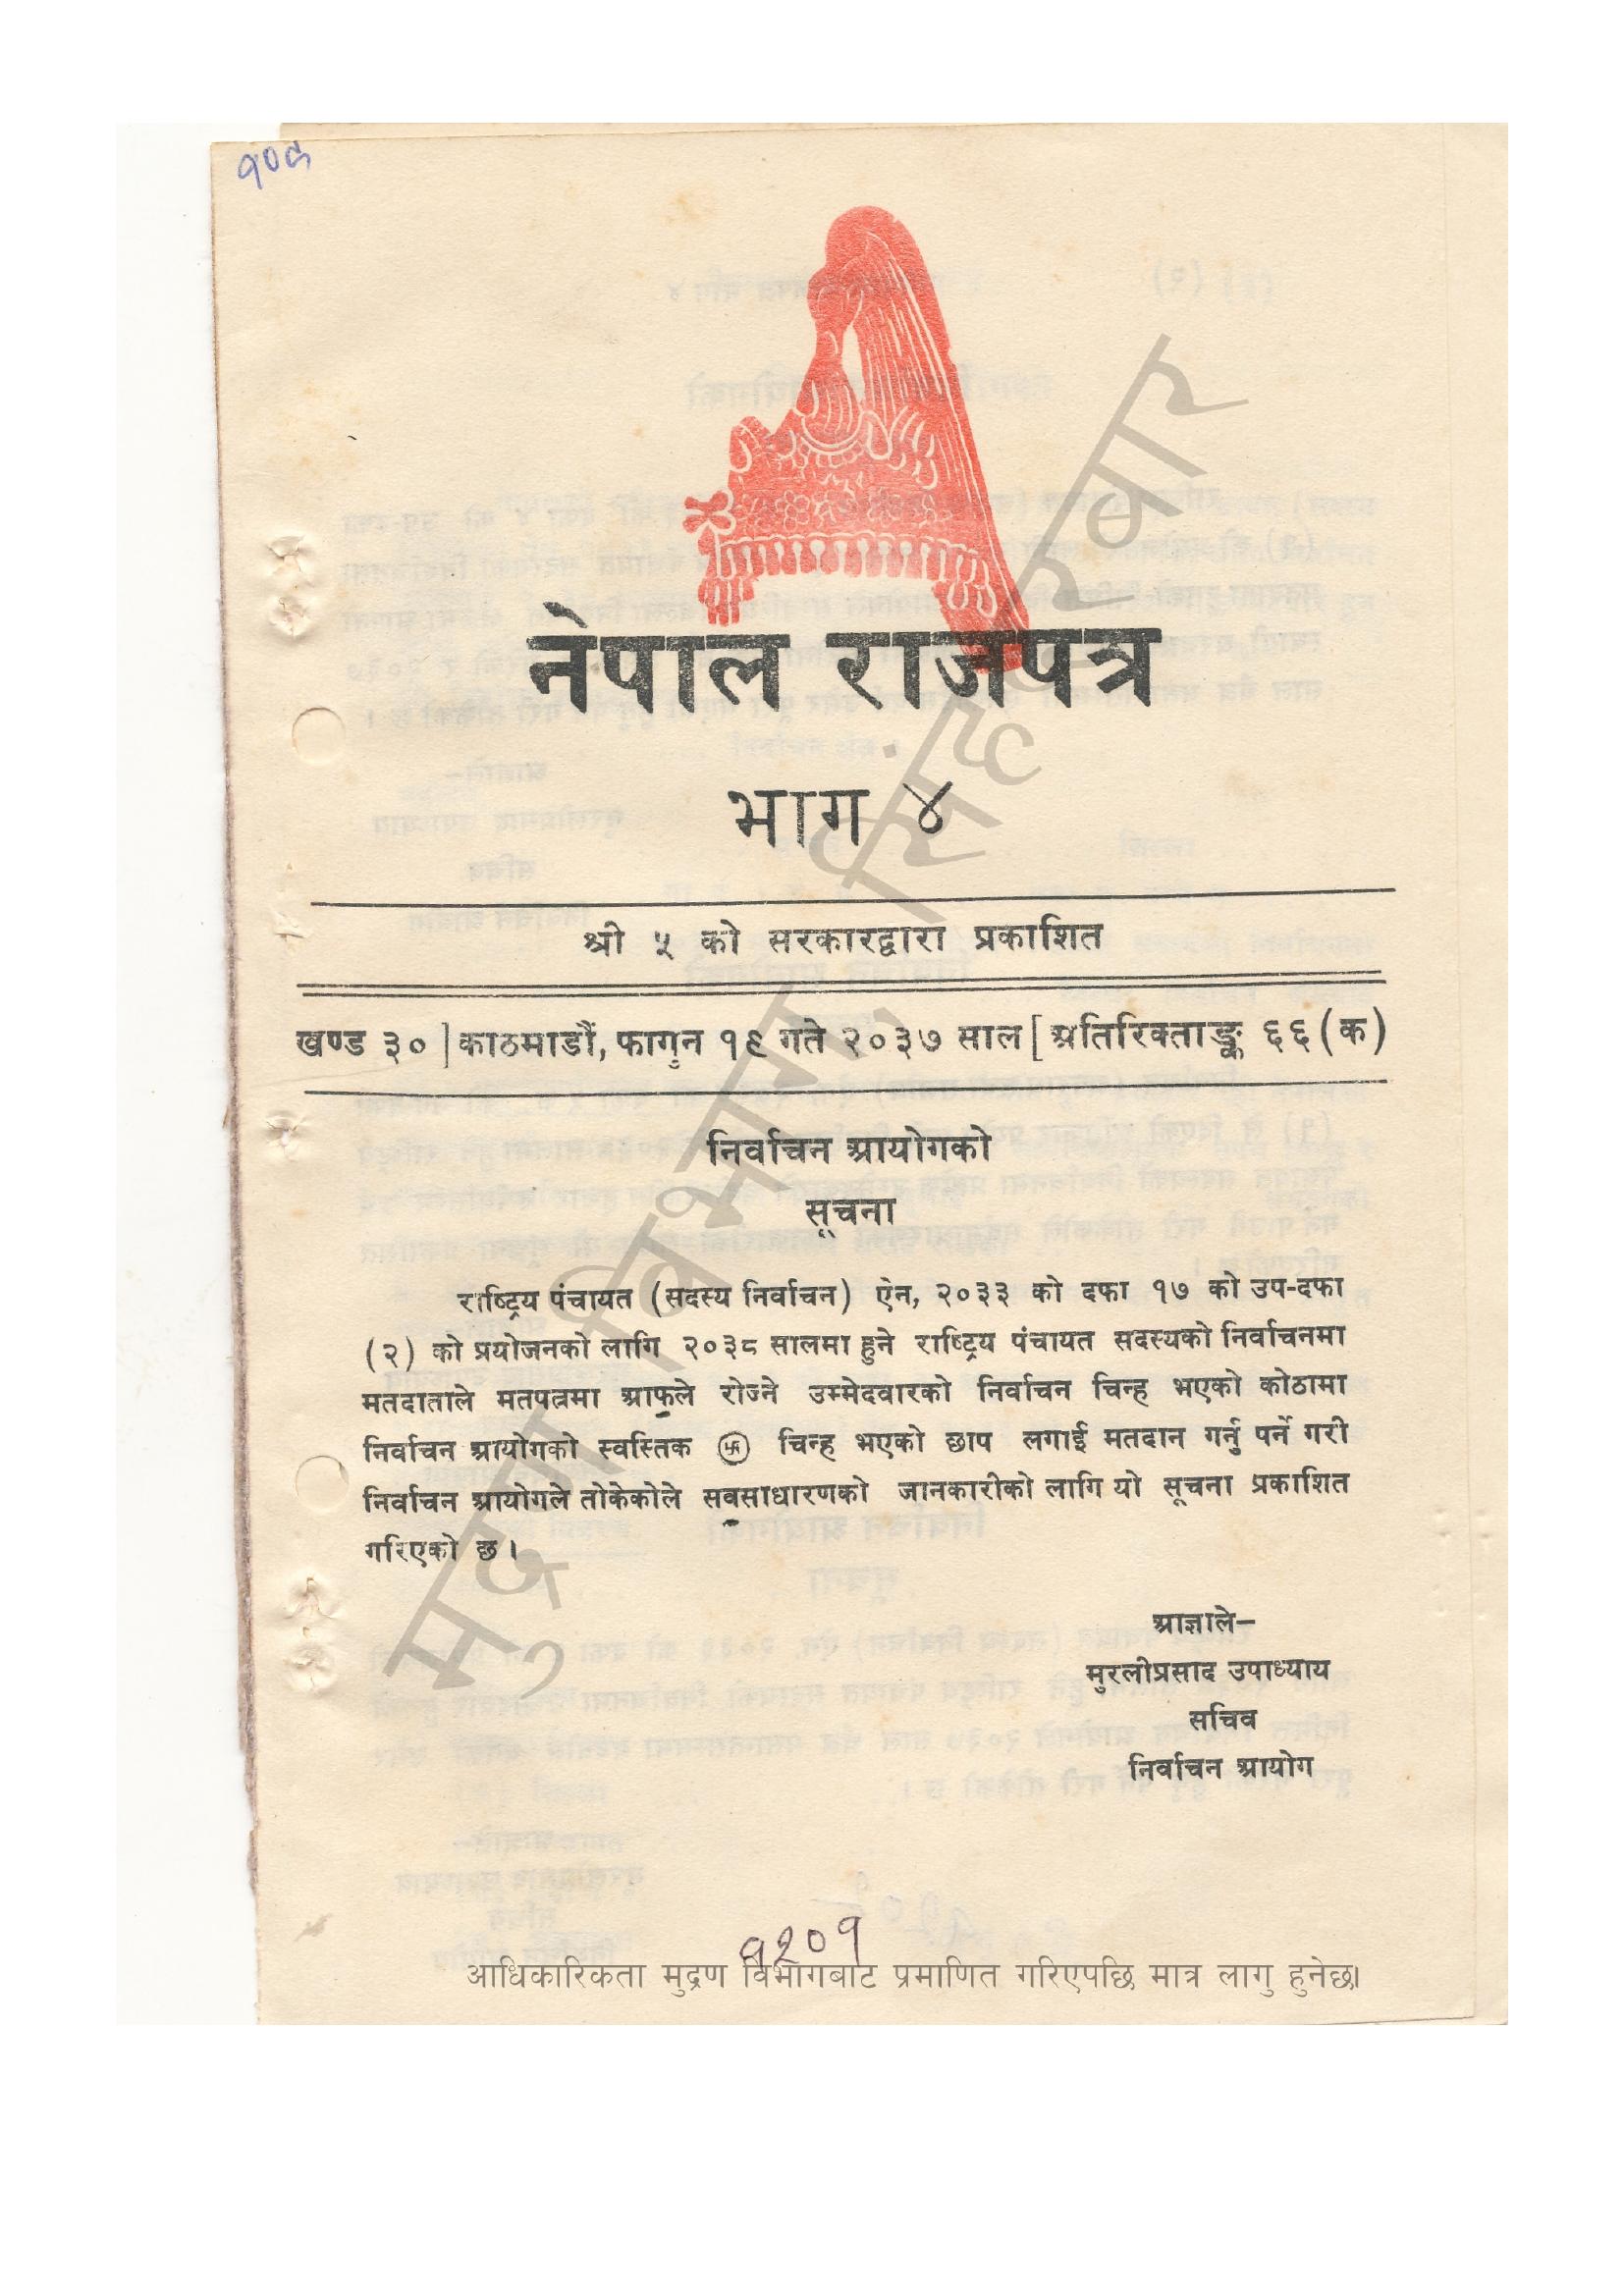 नेपाल राजपत्र
भाग ४
श्री ५ को सरकारद्वारा प्रकाशित
खण्ड ३०] काठमाडौं, फागुन १९ गते २०३७ साल [अतिरिक्ताङ्क ६६(क)
निर्वाचन आयोगको
सूचना
राष्ट्रिय पंचायत (सदस्य निर्वाचन) ऐन, २०३३ को दफा १७ को उप-दफा
(२) को प्रयोजनको लागि २०३८ सालमा हुने राष्ट्रिय पंचायत सदस्यको निर्वाचनमा
मतदाताले मतपत्रमा आफूले रोज्ने उम्मेदवारको निर्वाचन चिन्ह भएको कोठामा
निर्वाचन आयोगको स्वस्तिक 卐 चिन्ह भएको छाप लगाई मतदान गर्नु पर्ने गरी
निर्वाचन आयोगले तोकेकोले सवसाधारणको जानकारीको लागि यो सूचना प्रकाशित
गरिएको छ ।
आज्ञाले–
मुरलीप्रसाद उपाध्याय
सचिव
निर्वाचन आयोग
१२०१
आधिकारिकता मुद्रण विभागबाट प्रमाणित गरिएपछि मात्र लागु हुनेछ।
मुद्रण विभाग, सिंहदरबार